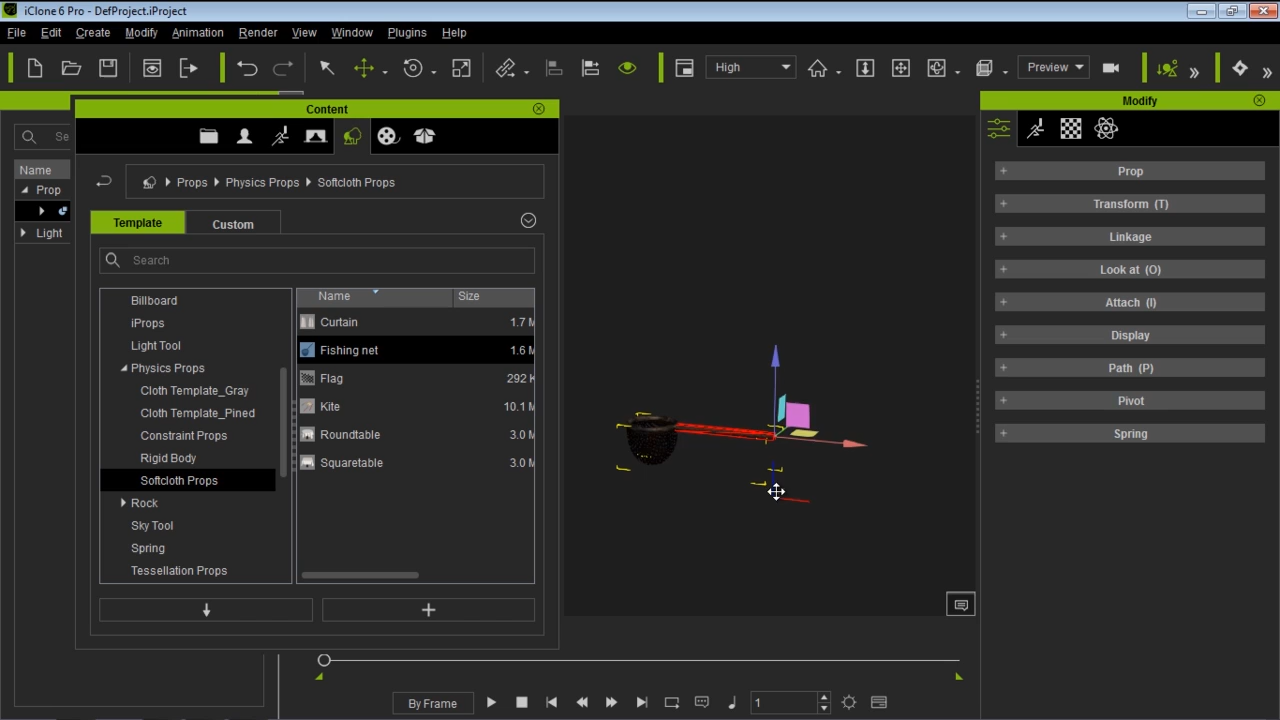 iClone 6 Pro - DefProject.iProject
File Edit Create Modify Animation Render View Window Plugins Help
High Preview
Content Modify
Se
Name
Prop
Light
Props Physics Props Softcloth Props
Template Custom
Search
Billboard
iProps
Light Tool
Physics Props
Cloth Template_Gray
Cloth Template_Pined
Constraint Props
Rigid Body
Softcloth Props
Rock
Sky Tool
Spring
Tessellation Props
Name Size
Curtain 1.7 M
Fishing net 1.6 M
Flag 292 K
Kite 10.1 M
Roundtable 3.0 M
Squaretable 3.0 M
Prop
Transform (T)
Linkage
Look at (O)
Attach (I)
Display
Path (P)
Pivot
Spring
By Frame 1